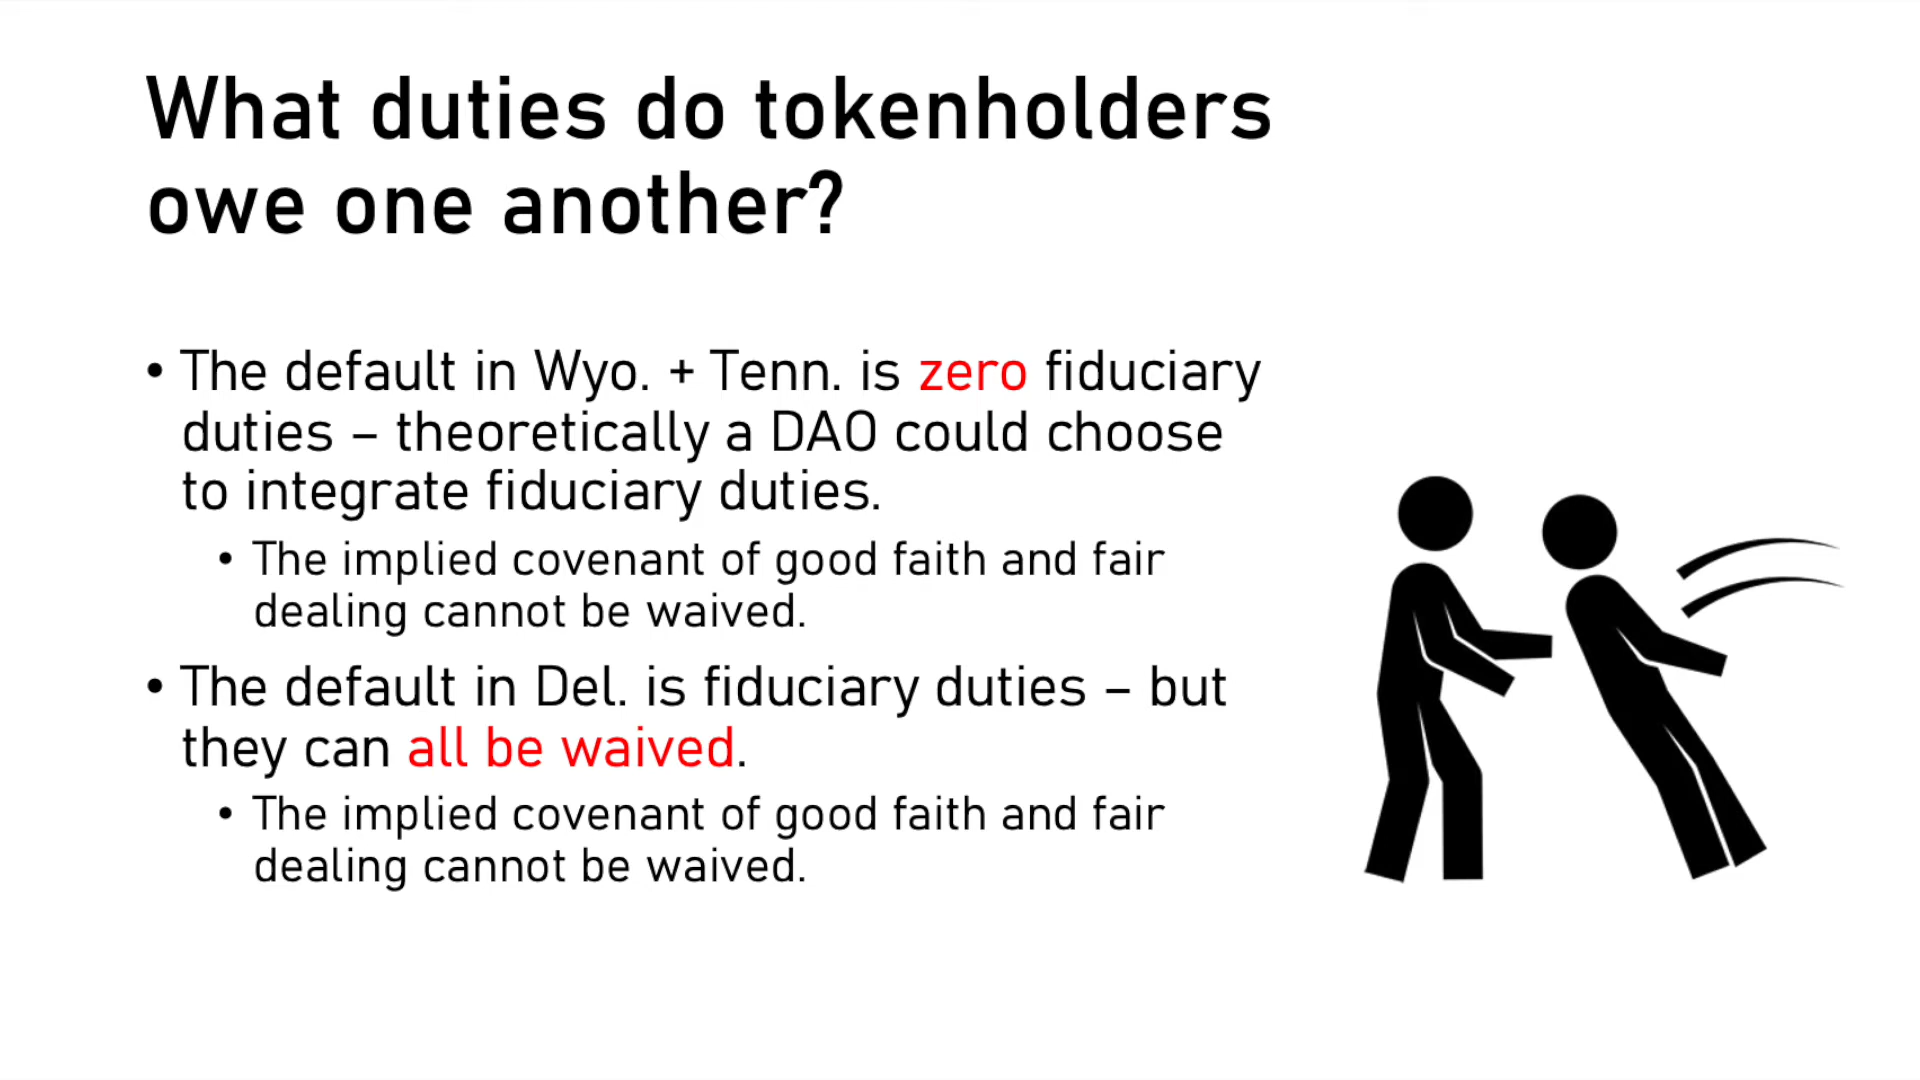 What duties do tokenholders
owe one another?
• The default in Wyo. + Tenn. is zero fiduciary
duties – theoretically a DAO could choose
to integrate fiduciary duties.
• The implied covenant of good faith and fair
dealing cannot be waived.
• The default in Del. is fiduciary duties – but
they can all be waived.
• The implied covenant of good faith and fair
dealing cannot be waived.